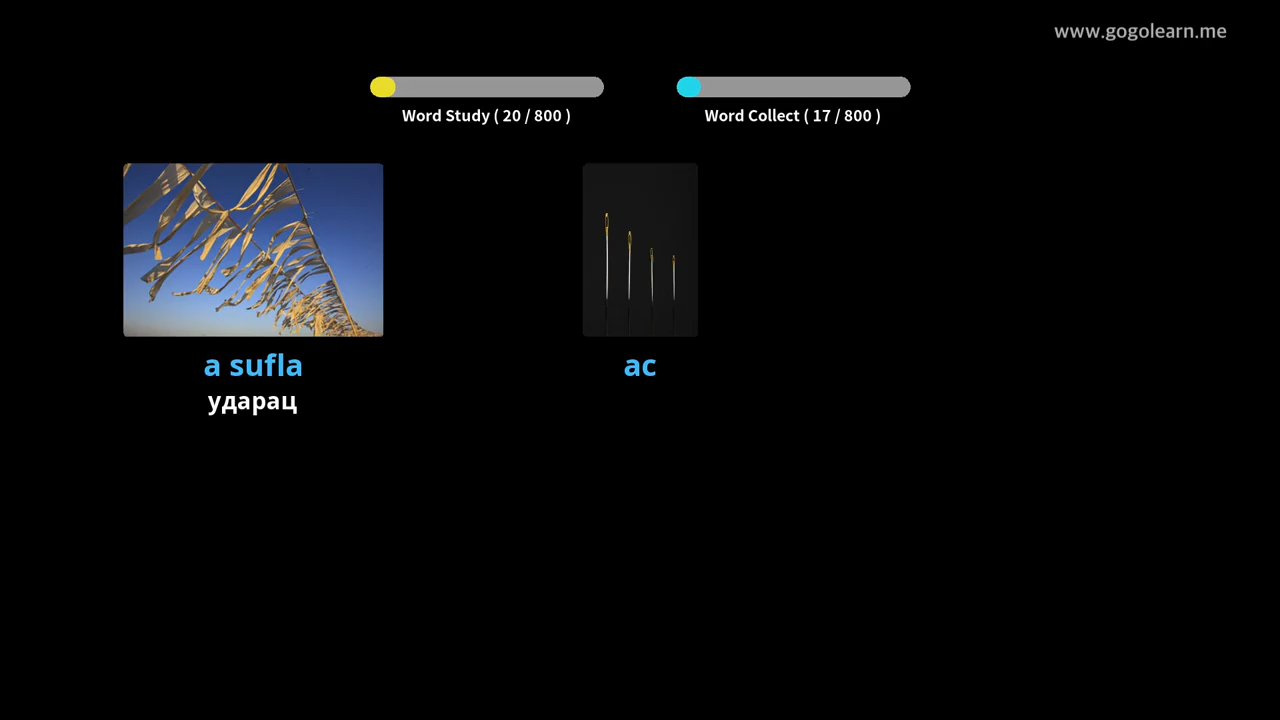 www.gogolearn.me
Word Study ( 20 / 800 )
Word Collect ( 17 / 800 )
a sufla
ударац
ac